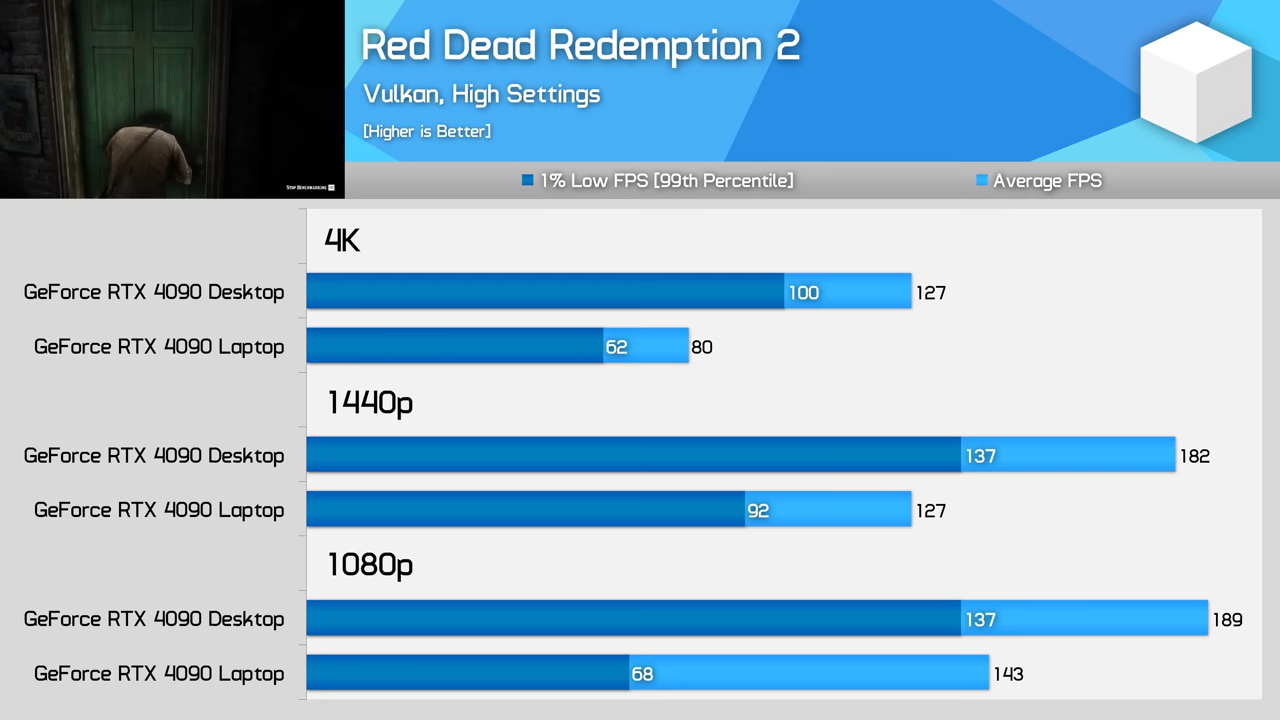 Red Dead Redemption 2
Vulkan, High Settings
[Higher is Better]
STOP BENCHMARKING
1% Low FPS [99th Percentile] Average FPS
4K
GeForce RTX 4090 Desktop 100 127
GeForce RTX 4090 Laptop 62 80
1440p
GeForce RTX 4090 Desktop 137 182
GeForce RTX 4090 Laptop 92 127
1080p
GeForce RTX 4090 Desktop 137 189
GeForce RTX 4090 Laptop 68 143